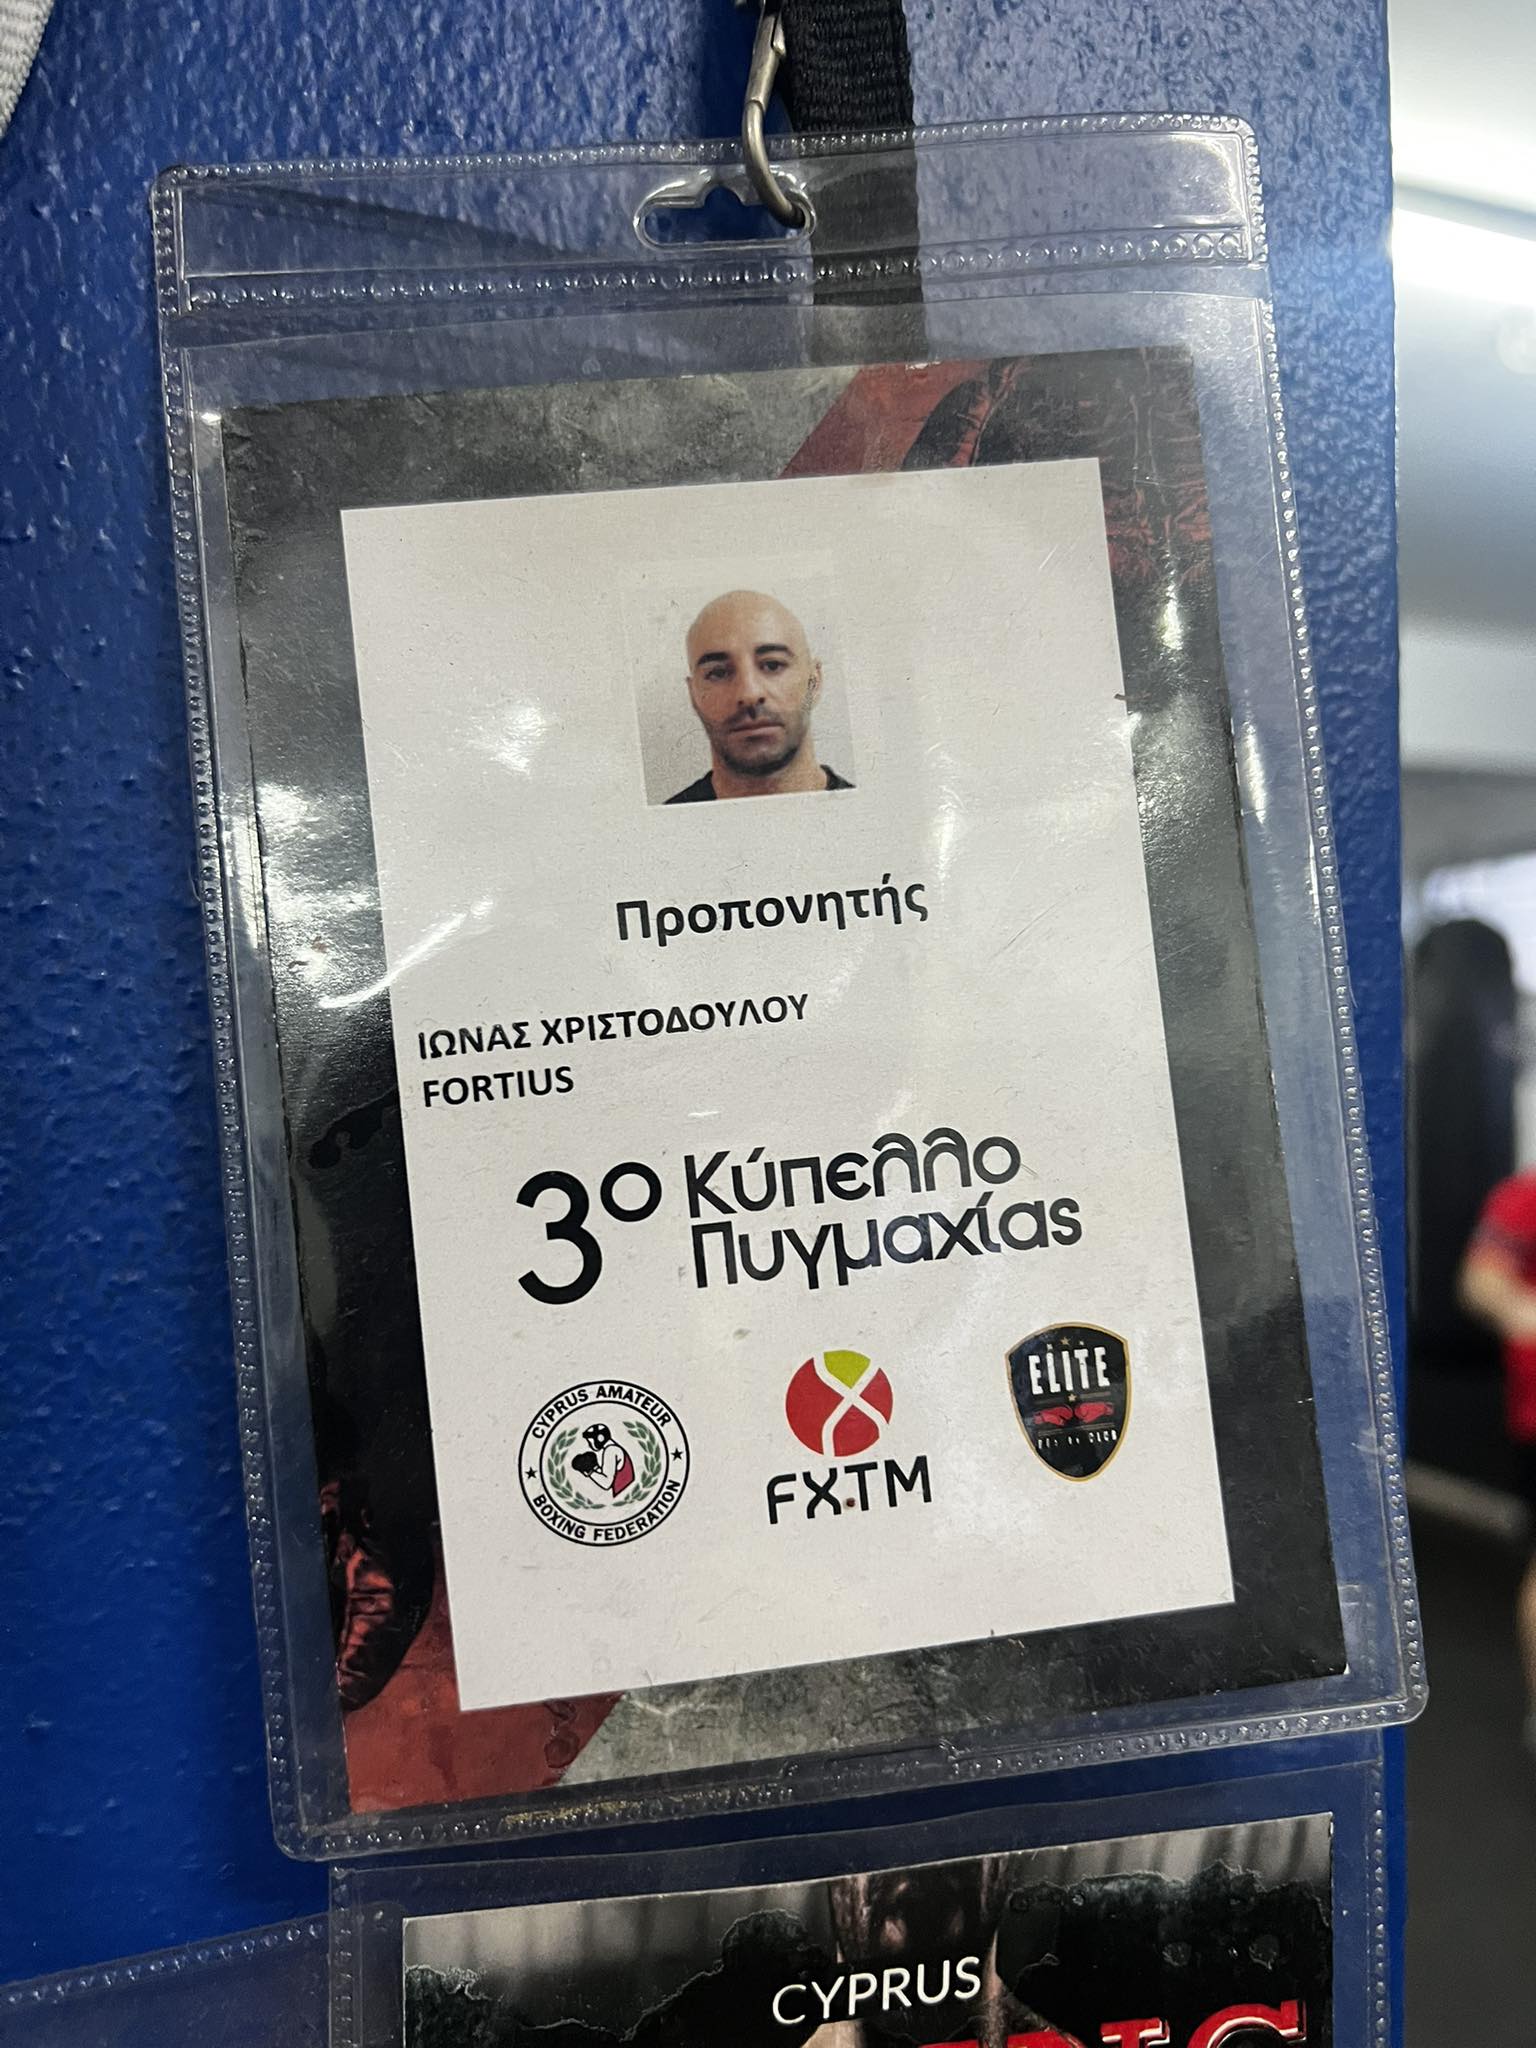 Προπονητής
ΙΩΝΑΣ ΧΡΙΣΤΟΔΟΥΛΟΥ
FORTIUS
3ο Κύπελλο
Πυγμαχίας
CYPRUS AMATEUR
BOXING FEDERATION
FXTM
ELITE
CYPRUS